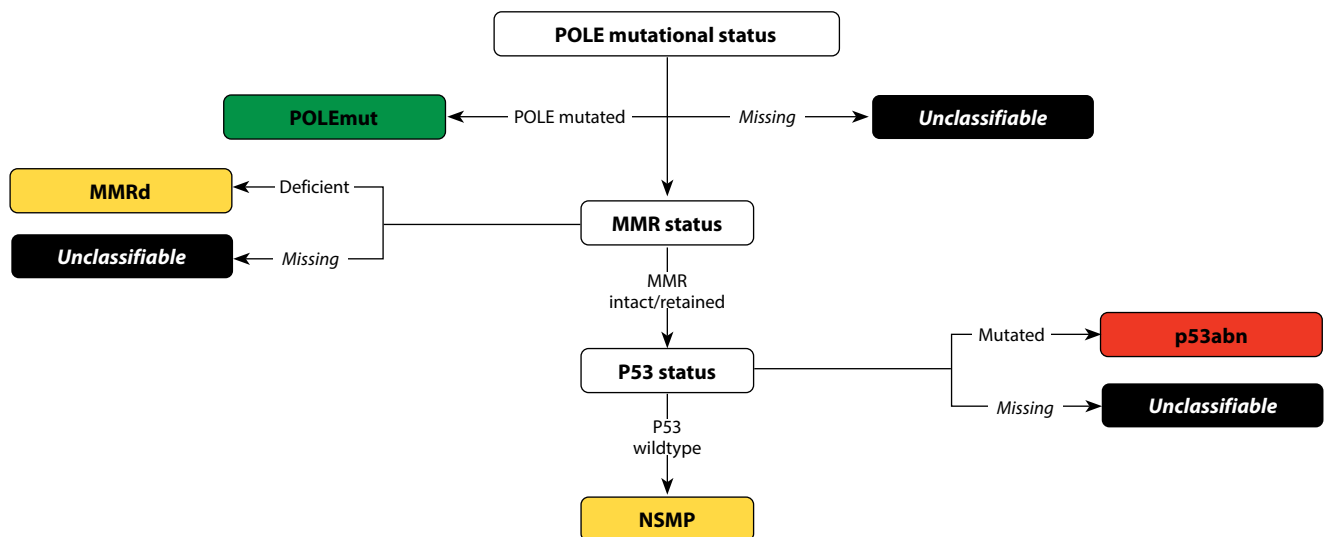 POLE mutational status
POLEmut
POLE mutated
Missing
Unclassifiable
MMRd
Deficient
MMR status
Unclassifiable
Missing
MMR
intact/retained
Mutated
p53abn
P53 status
Missing
Unclassifiable
P53
wildtype
NSMP